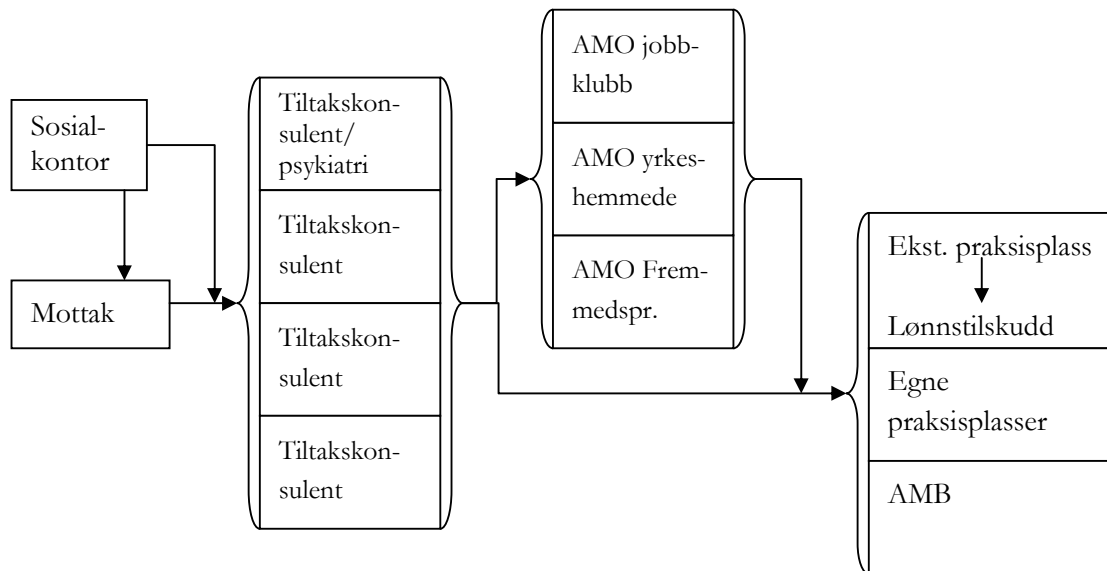 Sosial-
kontor
Mottak
Tiltakskon-
sulent/
psykiatri
Tiltakskon-
sulent
Tiltakskon-
sulent
Tiltakskon-
sulent
AMO jobb-
klubb
AMO yrkes-
hemmede
AMO Frem-
medspr.
Ekst. praksisplass
Lønnstilskudd
Egne
praksisplasser
AMB